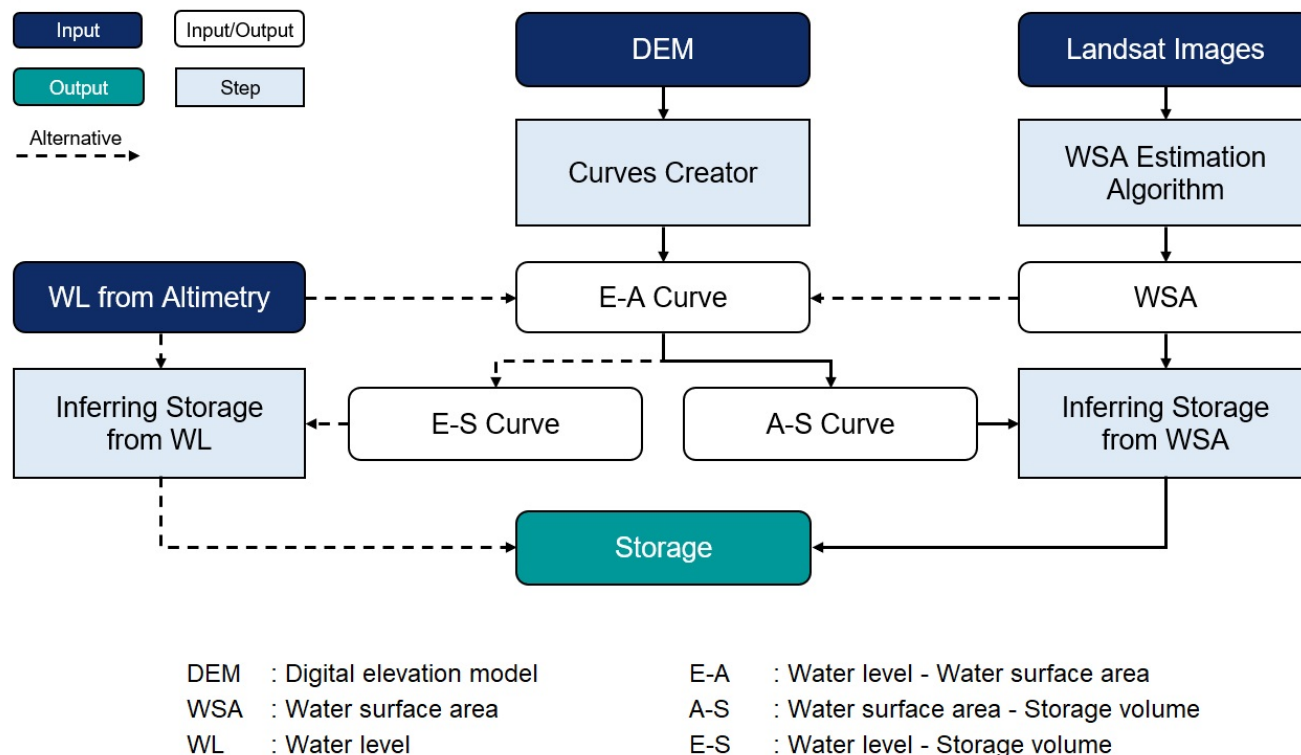 Input
Input/Output
DEM
Landsat Images
Output
Step
Alternative
Curves Creator
WSA Estimation
Algorithm
WL from Altimetry
E-A Curve
WSA
Inferring Storage
from WL
E-S Curve
A-S Curve
Inferring Storage
from WSA
Storage
DEM : Digital elevation model
WSA : Water surface area
WL : Water level
E-A : Water level - Water surface area
A-S : Water surface area - Storage volume
E-S : Water level - Storage volume